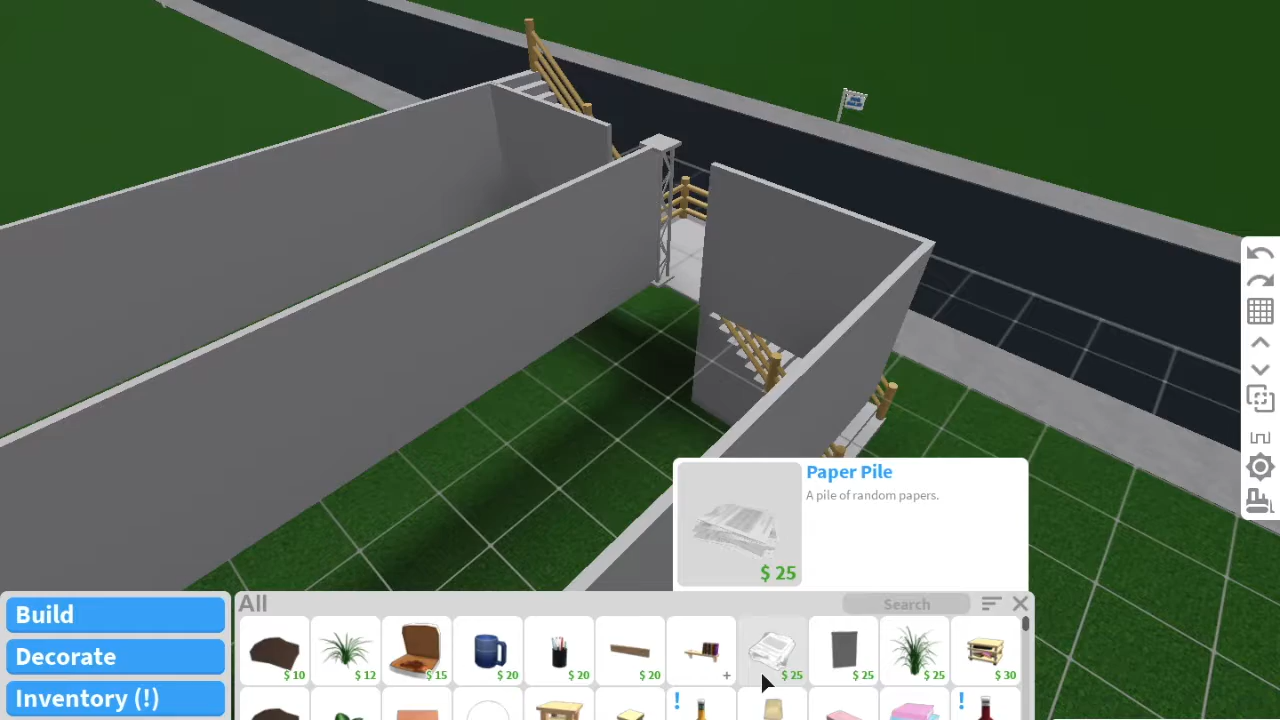 Paper Pile
A pile of random papers.
$ 25
All
Search
Build
Decorate
Inventory (!)
$ 10
$ 12
$ 15
$ 20
$ 20
$ 20
+
$ 25
$ 25
$ 25
$ 30
!
!